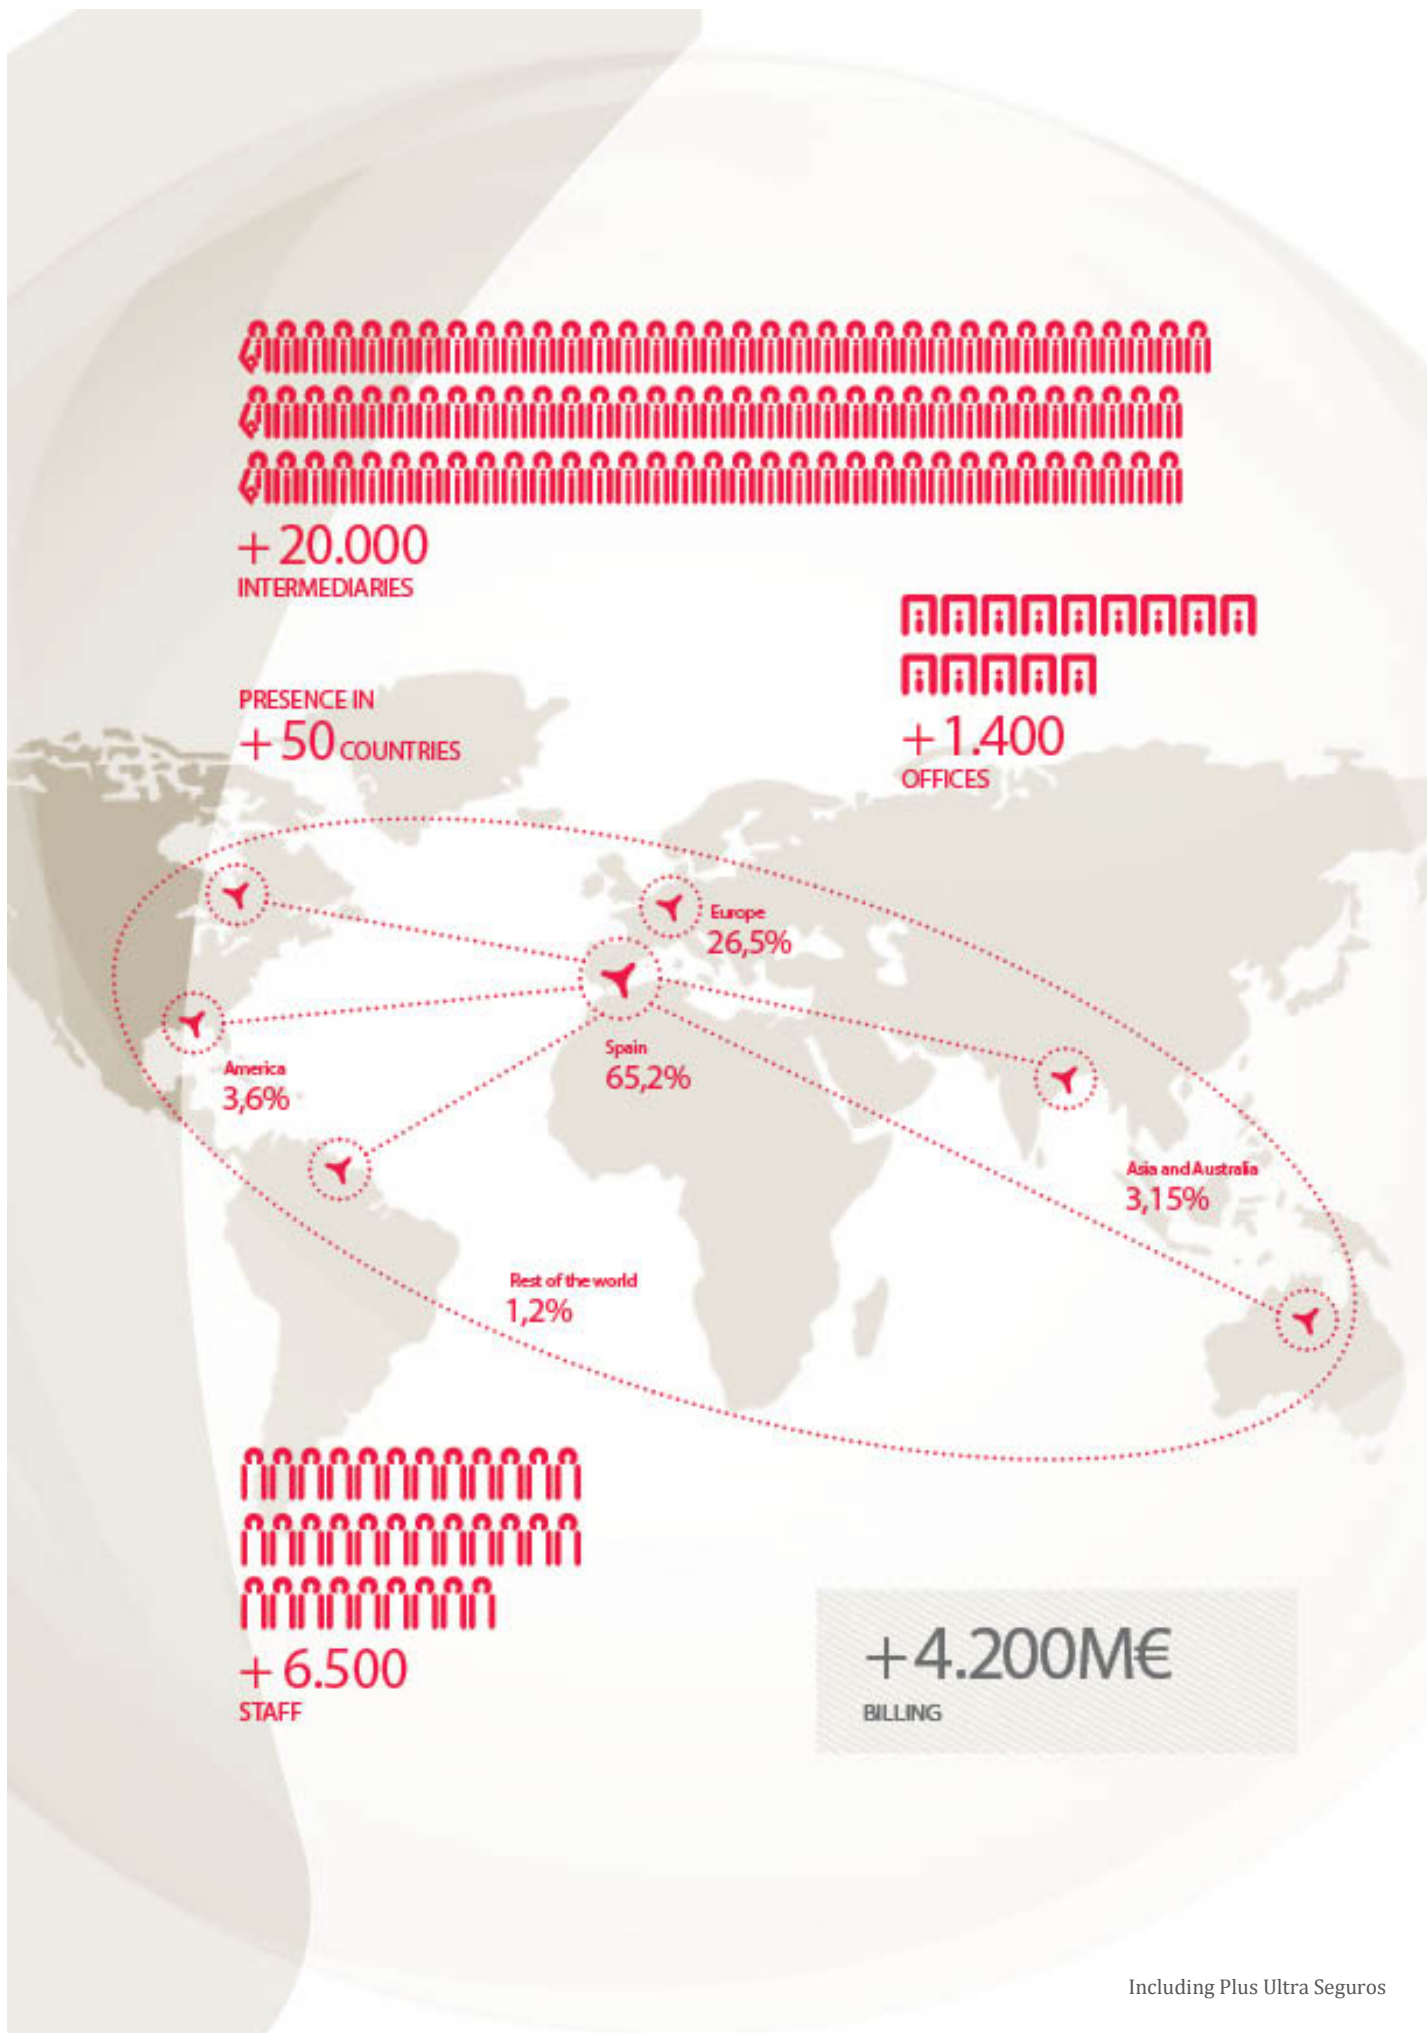 + 20.000
INTERMEDIARIES
PRESENCE IN
+ 50 COUNTRIES
+ 1.400
OFFICES
Europe
26,5%
Spain
65,2%
America
3,6%
Asia and Australia
3,15%
Rest of the world
1,2%
+ 6.500
STAFF
+4.200M€
BILLING
Including Plus Ultra Seguros